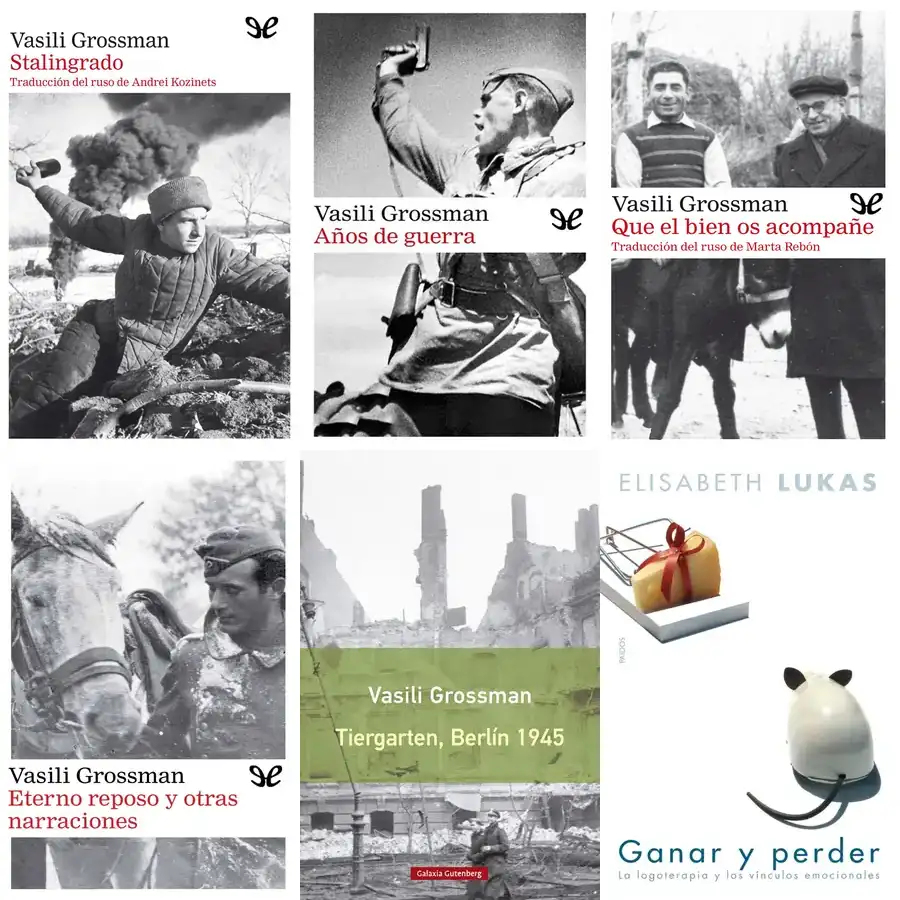 Vasili Grossman
Stalingrado
Traducción del ruso de Andrei Kozinets
Vasili Grossman
Años de guerra
Vasili Grossman
Que el bien os acompañe
Traducción del ruso de Marta Rebón
Vasili Grossman
Eterno reposo y otras
narraciones
Vasili Grossman
Tiergarten, Berlín 1945
Galaxia Gutenberg
ELISABETH LUKAS
PAIDÓS
Ganar y perder
La logoterapia y los vínculos emocionales